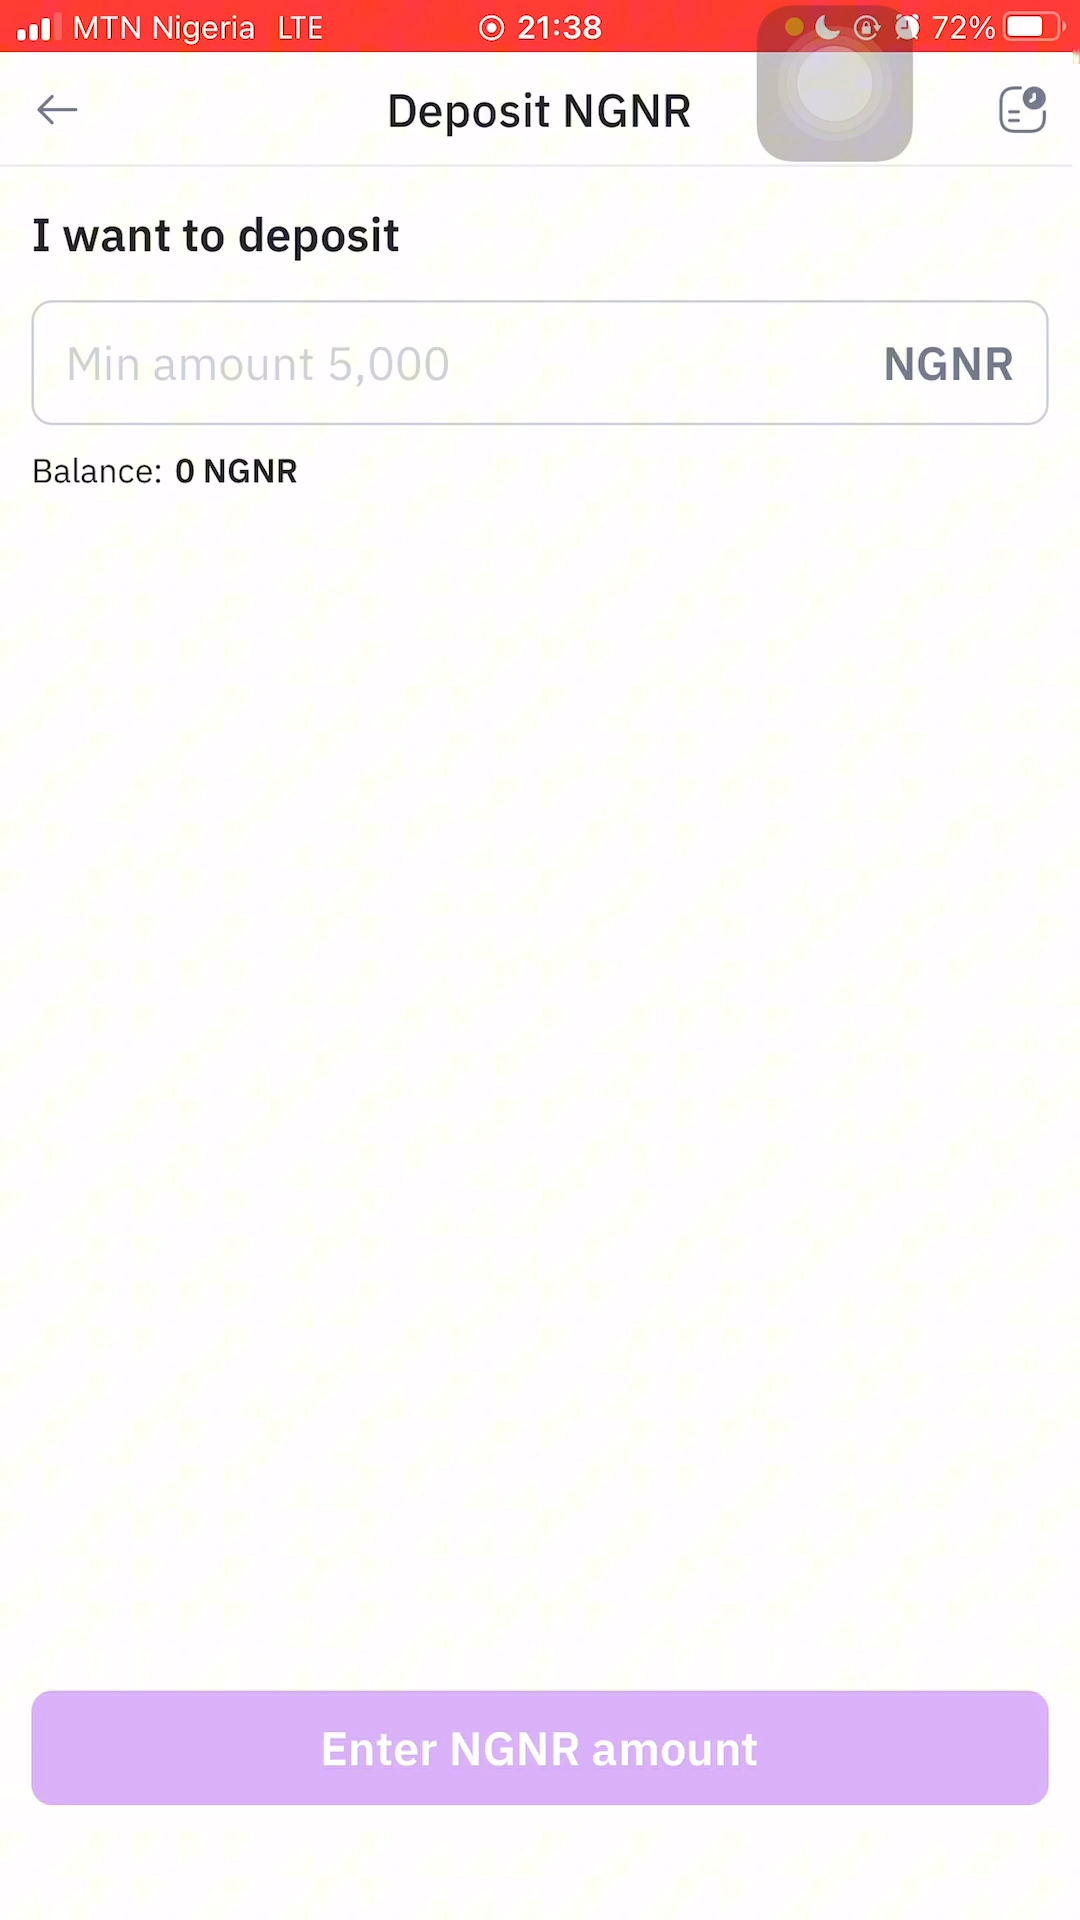 MTN Nigeria LTE 21:38 72%
Deposit NGNR
I want to deposit
Min amount 5,000 NGNR
Balance: 0 NGNR
Enter NGNR amount